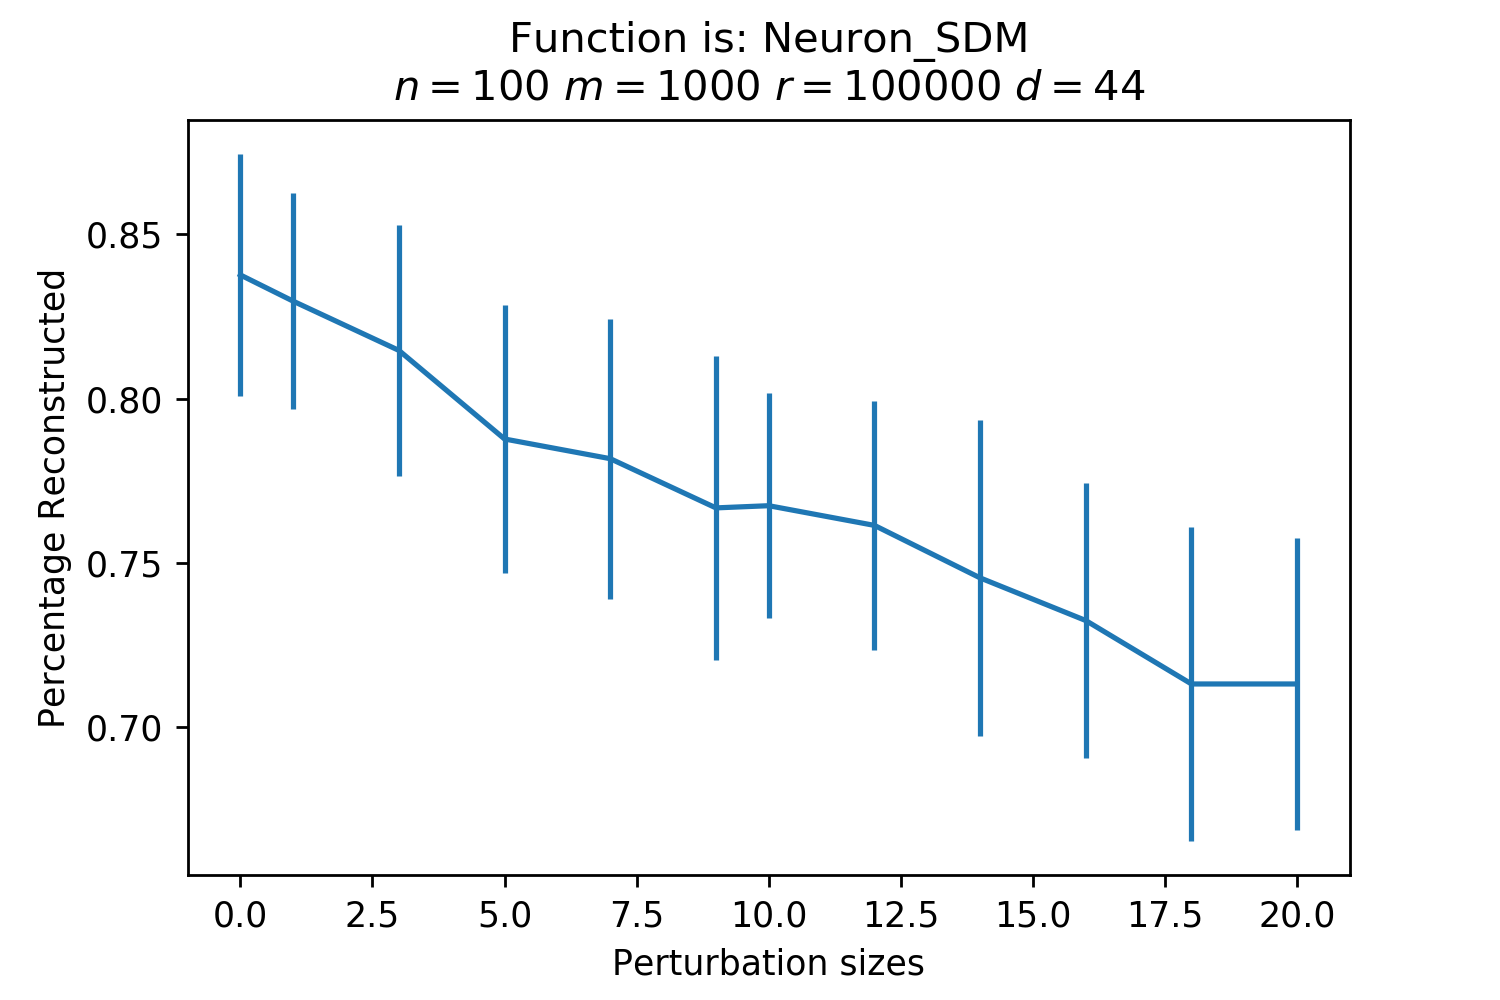 Function is: Neuron_SDM
n = 100 m = 1000 r = 100000 d = 44
Percentage Reconstructed
0.85
0.80
0.75
0.70
0.0 2.5 5.0 7.5 10.0 12.5 15.0 17.5 20.0
Perturbation sizes